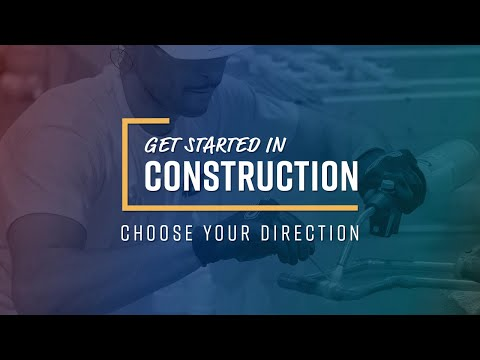 GET STARTED IN
CONSTRUCTION
CHOOSE YOUR DIRECTION